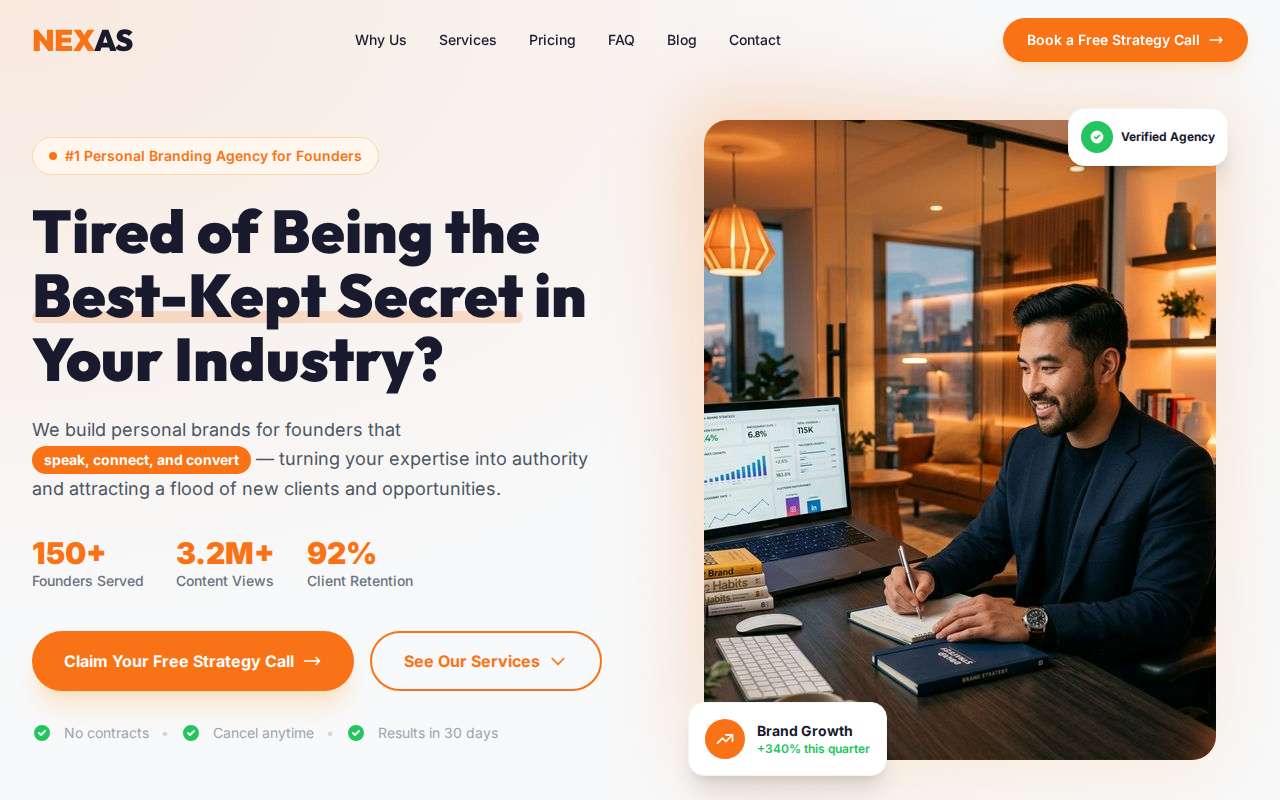 NEXAS
Why Us
Services
Pricing
FAQ
Blog
Contact
Book a Free Strategy Call →
Verified Agency
#1 Personal Branding Agency for Founders
Tired of Being the
Best-Kept Secret in
Your Industry?
We build personal brands for founders that
speak, connect, and convert — turning your expertise into authority
and attracting a flood of new clients and opportunities.
150+
Founders Served
3.2M+
Content Views
92%
Client Retention
Claim Your Free Strategy Call →
See Our Services
No contracts • Cancel anytime • Results in 30 days
6.8%
115K
Brand
Habits
Habits
BRAND STRATEGY
Brand Growth
+340% this quarter